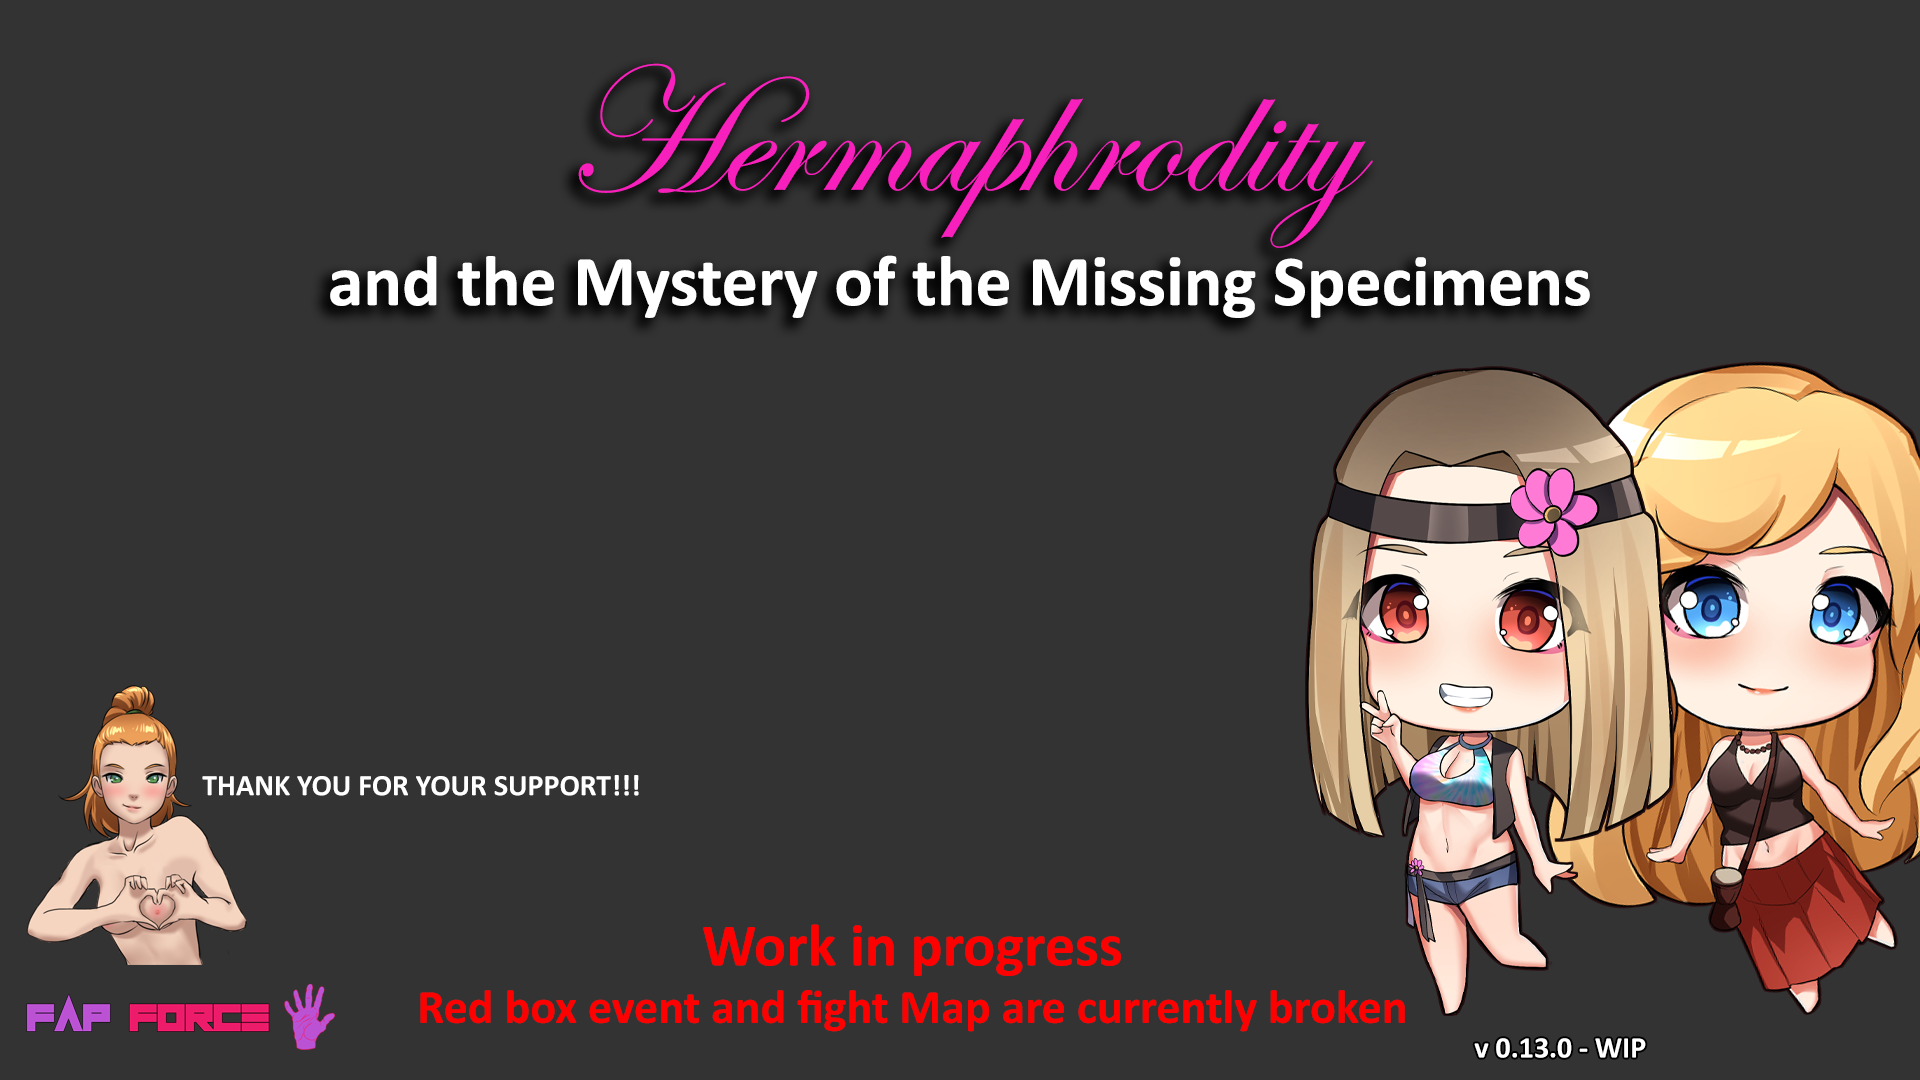 Hermaphrodity
and the Mystery of the Missing Specimens
THANK YOU FOR YOUR SUPPORT!!!
Work in progress
Red box event and fight Map are currently broken
FAP FORCE
v 0.13.0 - WIP